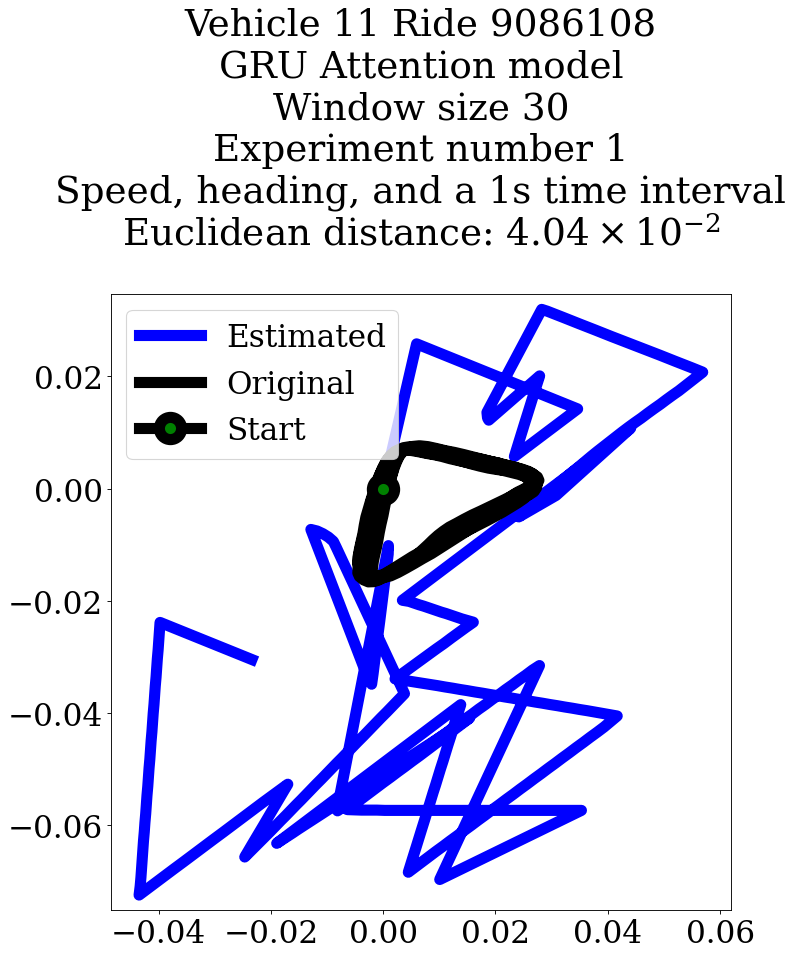 Vehicle 11 Ride 9086108
GRU Attention model
Window size 30
Experiment number 1
Speed, heading, and a 1s time interval
Euclidean distance: 4.04 × 10⁻²
Estimated
Original
Start
0.02
0.00
−0.02
−0.04
−0.06
−0.04 −0.02 0.00 0.02 0.04 0.06